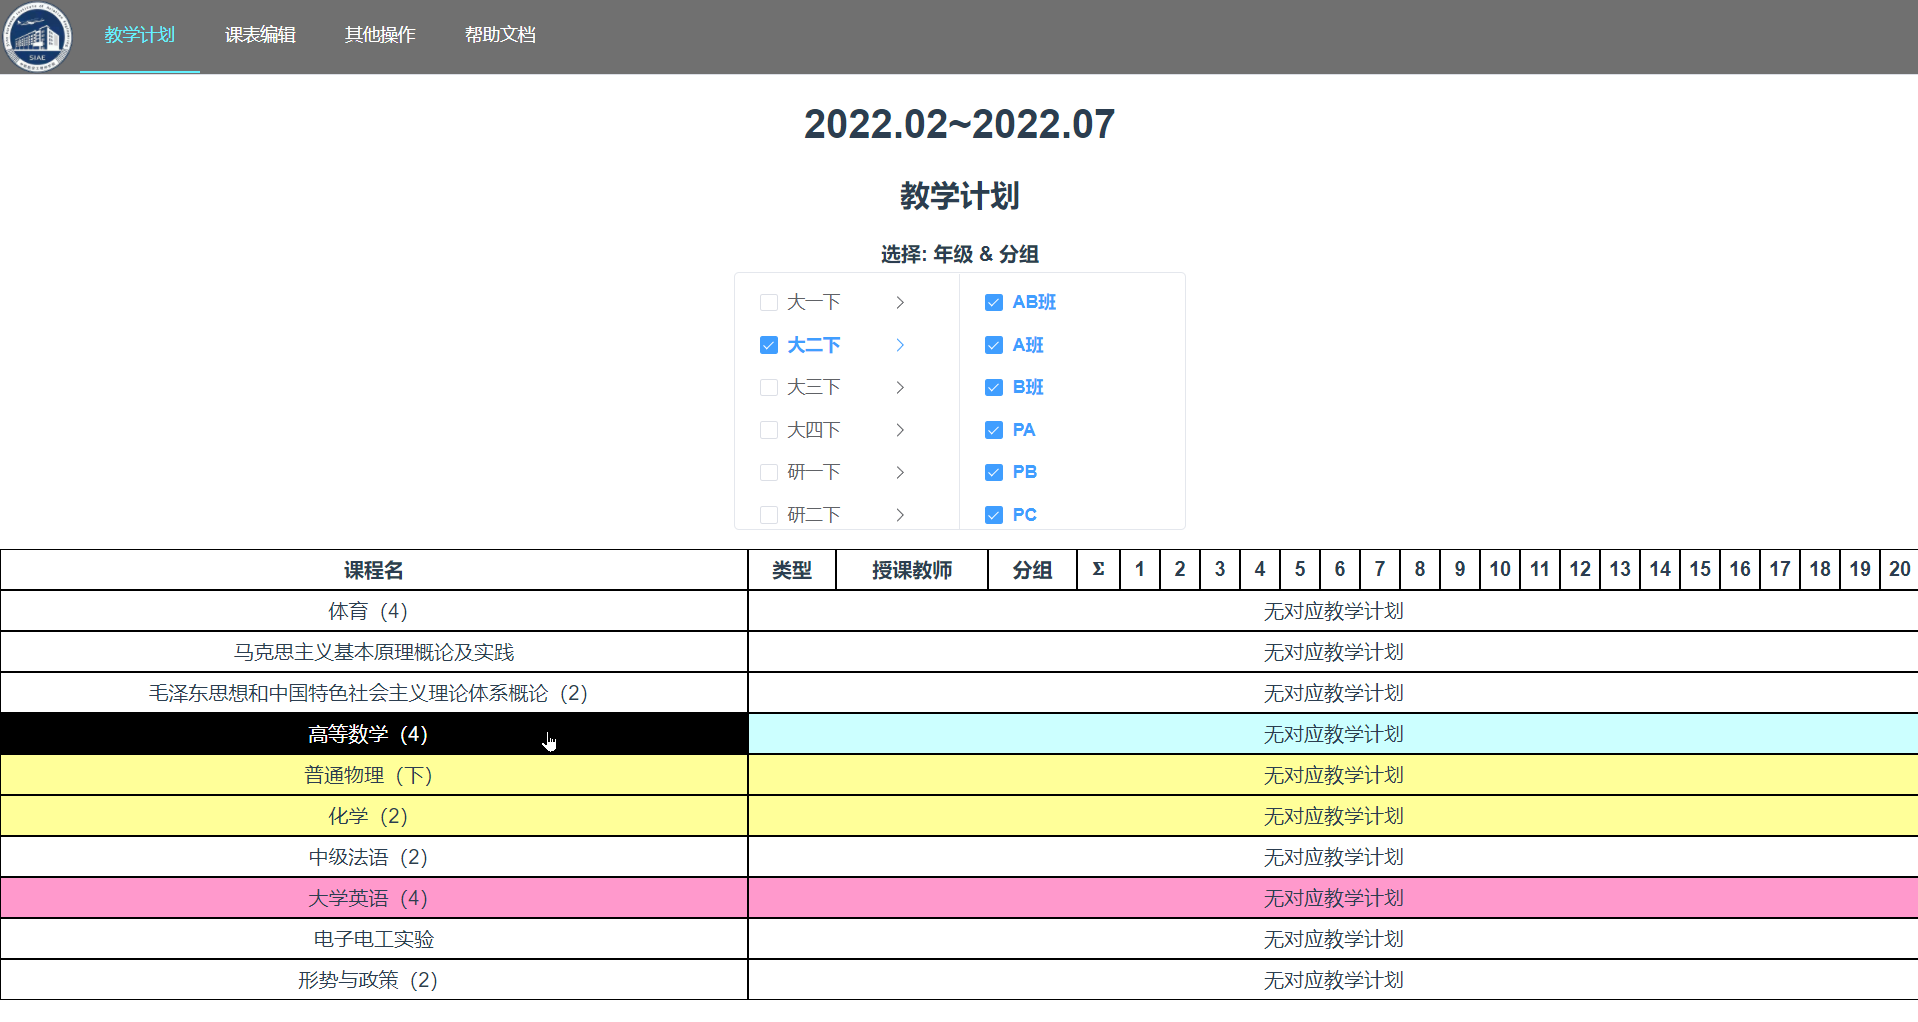 SIAE
教学计划 课表编辑 其他操作 帮助文档
2022.02~2022.07
教学计划
选择: 年级 & 分组
大一下 AB班
大二下 A班
大三下 B班
大四下 PA
研一下 PB
研二下 PC
课程名 类型 授课教师 分组 Σ 1 2 3 4 5 6 7 8 9 10 11 12 13 14 15 16 17 18 19 20
体育（4） 无对应教学计划
马克思主义基本原理概论及实践 无对应教学计划
毛泽东思想和中国特色社会主义理论体系概论（2） 无对应教学计划
高等数学（4） 无对应教学计划
普通物理（下） 无对应教学计划
化学（2） 无对应教学计划
中级法语（2） 无对应教学计划
大学英语（4） 无对应教学计划
电子电工实验 无对应教学计划
形势与政策（2） 无对应教学计划